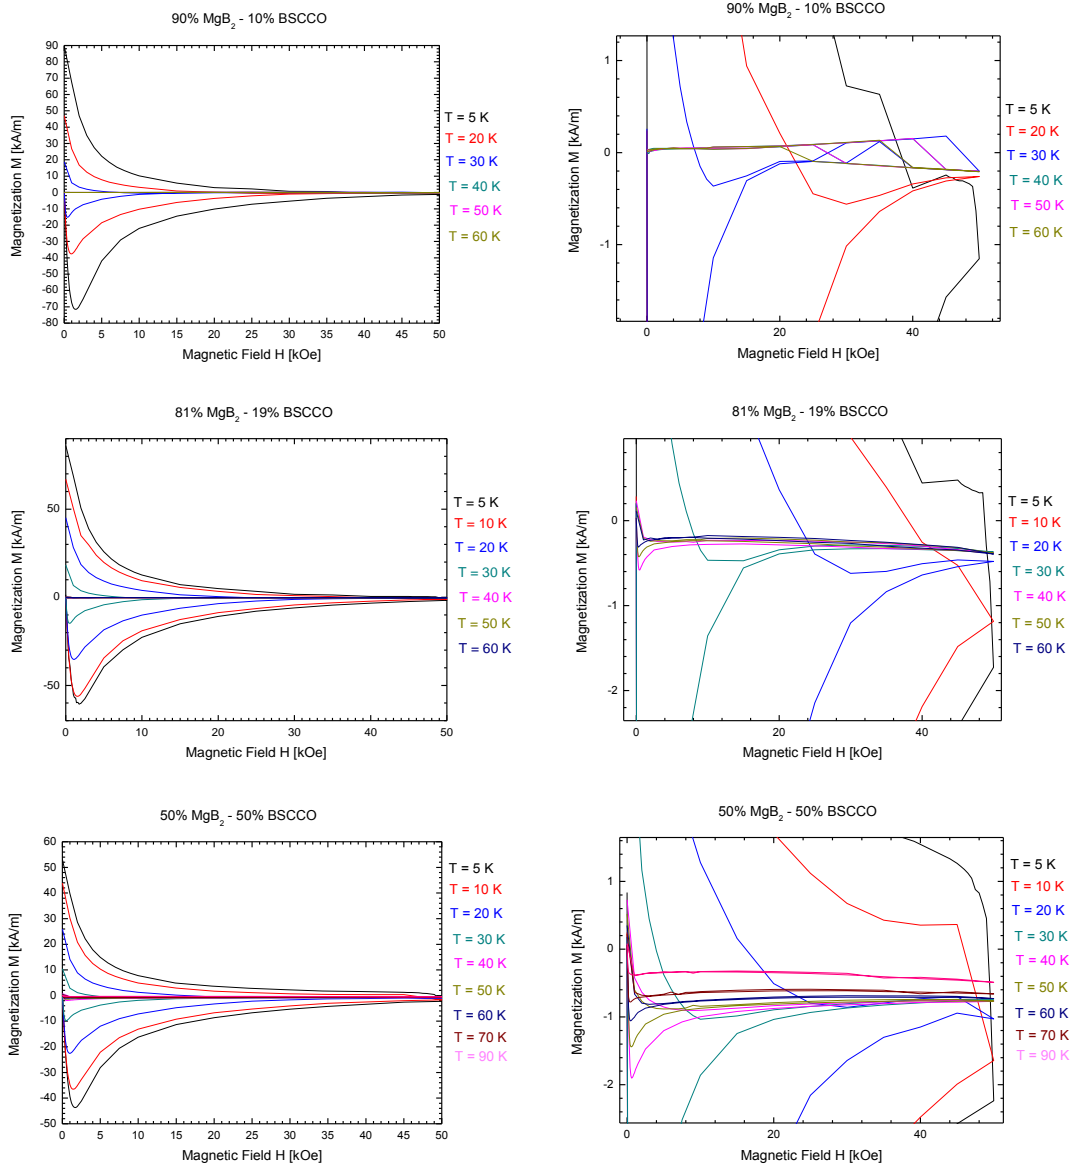 90% MgB2 - 10% BSCCO
90
80
70
60
50
40
30
20
10
0
-10
-20
-30
-40
-50
-60
-70
-80
Magnetization M [kA/m]
0 5 10 15 20 25 30 35 40 45 50
Magnetic Field H [kOe]
T = 5 K
T = 20 K
T = 30 K
T = 40 K
T = 50 K
T = 60 K
90% MgB2 - 10% BSCCO
1
0
-1
Magnetization M [kA/m]
0 20 40
Magnetic Field H [kOe]
T = 5 K
T = 20 K
T = 30 K
T = 40 K
T = 50 K
T = 60 K
81% MgB2 - 19% BSCCO
50
0
-50
Magnetization M [kA/m]
0 5 10 15 20 25 30 35 40 45 50
Magnetic Field H [kOe]
T = 5 K
T = 10 K
T = 20 K
T = 30 K
T = 40 K
T = 50 K
T = 60 K
81% MgB2 - 19% BSCCO
0
-1
-2
Magnetization M [kA/m]
0 20 40
Magnetic Field H [kOe]
T = 5 K
T = 10 K
T = 20 K
T = 30 K
T = 40 K
T = 50 K
T = 60 K
50% MgB2 - 50% BSCCO
60
50
40
30
20
10
0
-10
-20
-30
-40
-50
Magnetization M [kA/m]
0 5 10 15 20 25 30 35 40 45 50
Magnetic Field H [kOe]
T = 5 K
T = 10 K
T = 20 K
T = 30 K
T = 40 K
T = 50 K
T = 60 K
T = 70 K
T = 90 K
50% MgB2 - 50% BSCCO
1
0
-1
-2
Magnetization M [kA/m]
0 20 40
Magnetic Field H [kOe]
T = 5 K
T = 10 K
T = 20 K
T = 30 K
T = 40 K
T = 50 K
T = 60 K
T = 70 K
T = 90 K